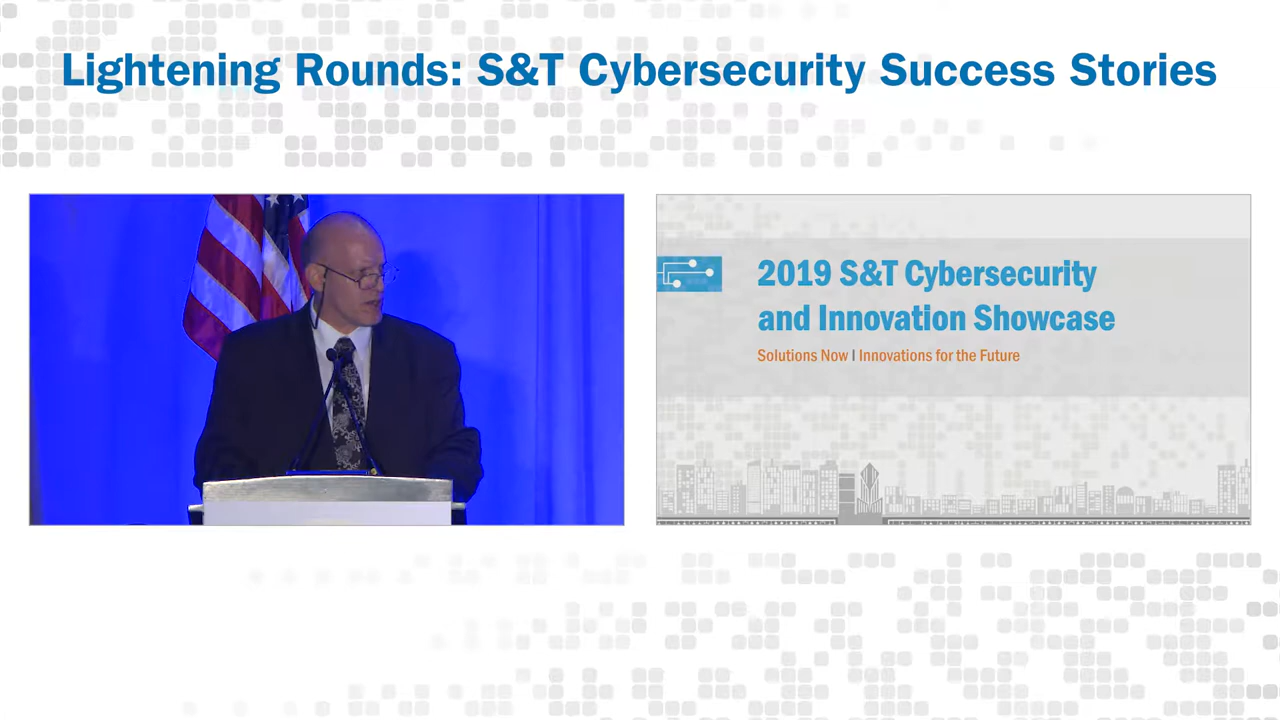 Lightening Rounds: S&T Cybersecurity Success Stories
2019 S&T Cybersecurity
and Innovation Showcase
Solutions Now | Innovations for the Future